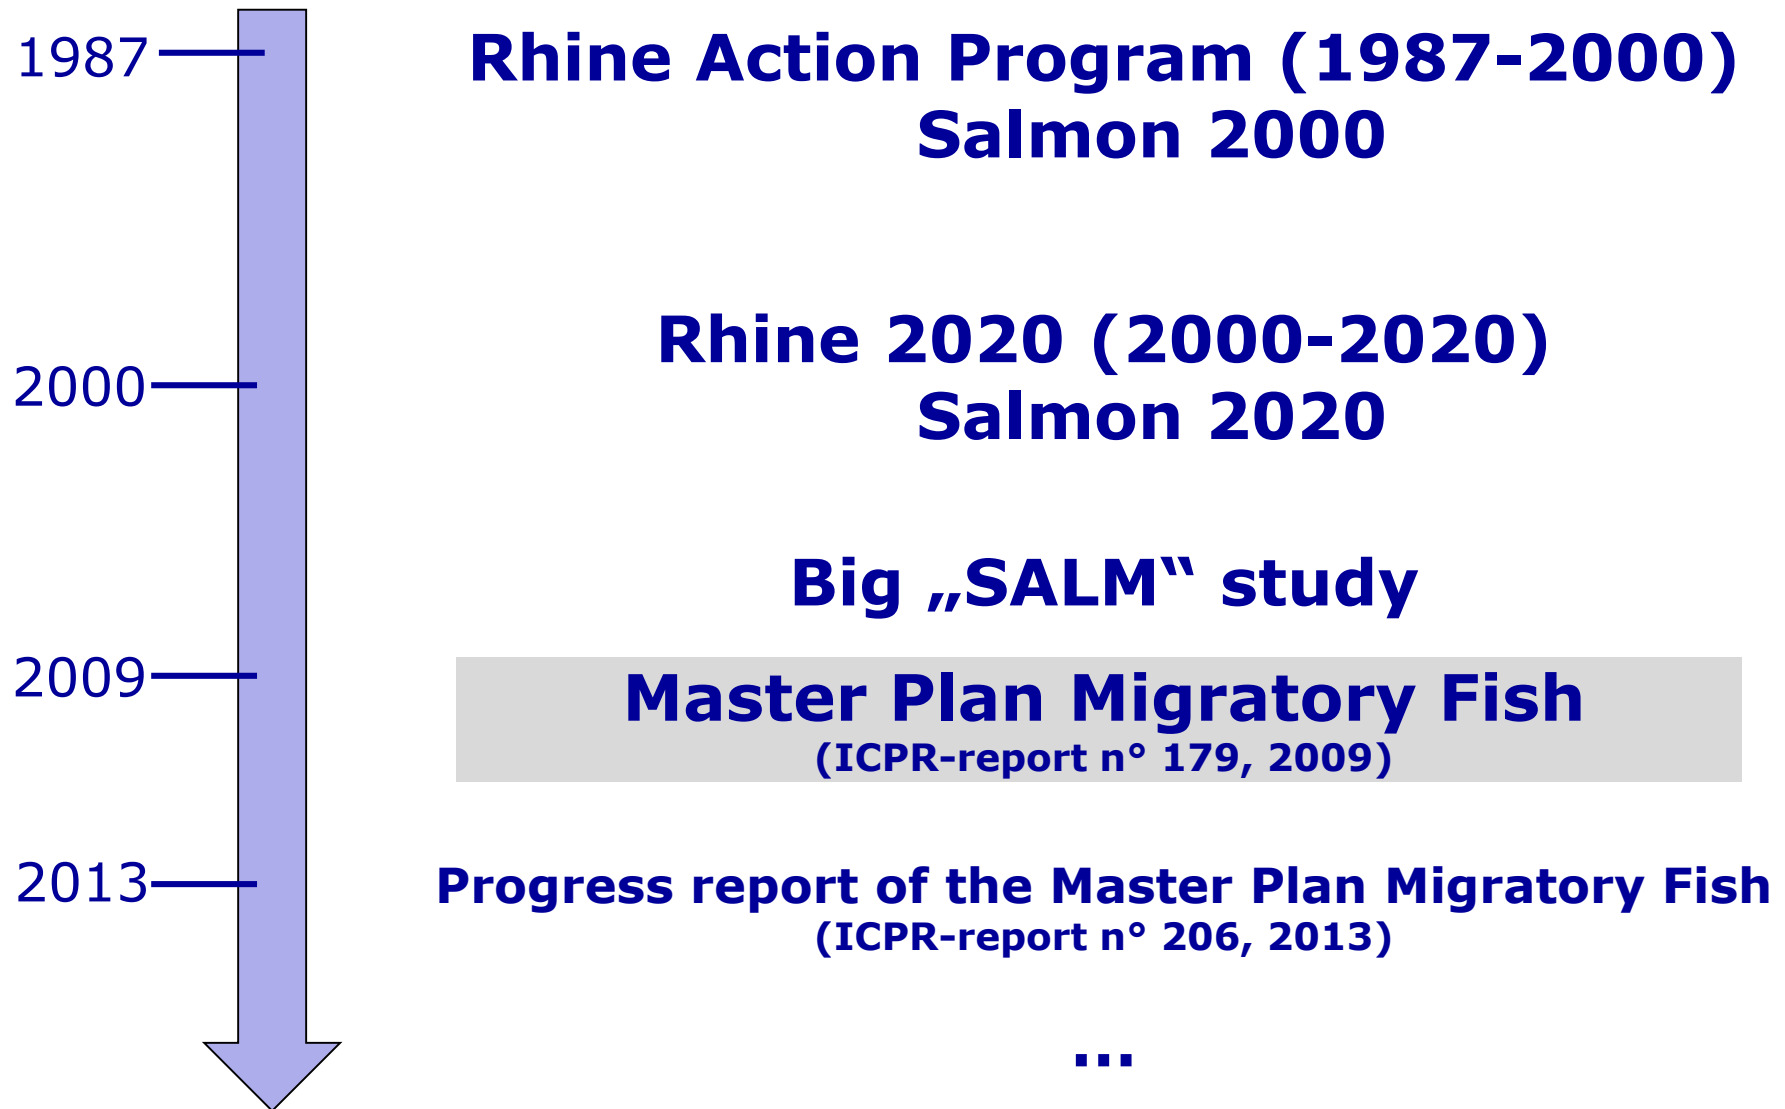 1987
Rhine Action Program (1987-2000)
Salmon 2000
Rhine 2020 (2000-2020)
2000
Salmon 2020
Big „SALM‟ study
2009
Master Plan Migratory Fish
(ICPR-report n° 179, 2009)
2013
Progress report of the Master Plan Migratory Fish
(ICPR-report n° 206, 2013)
...